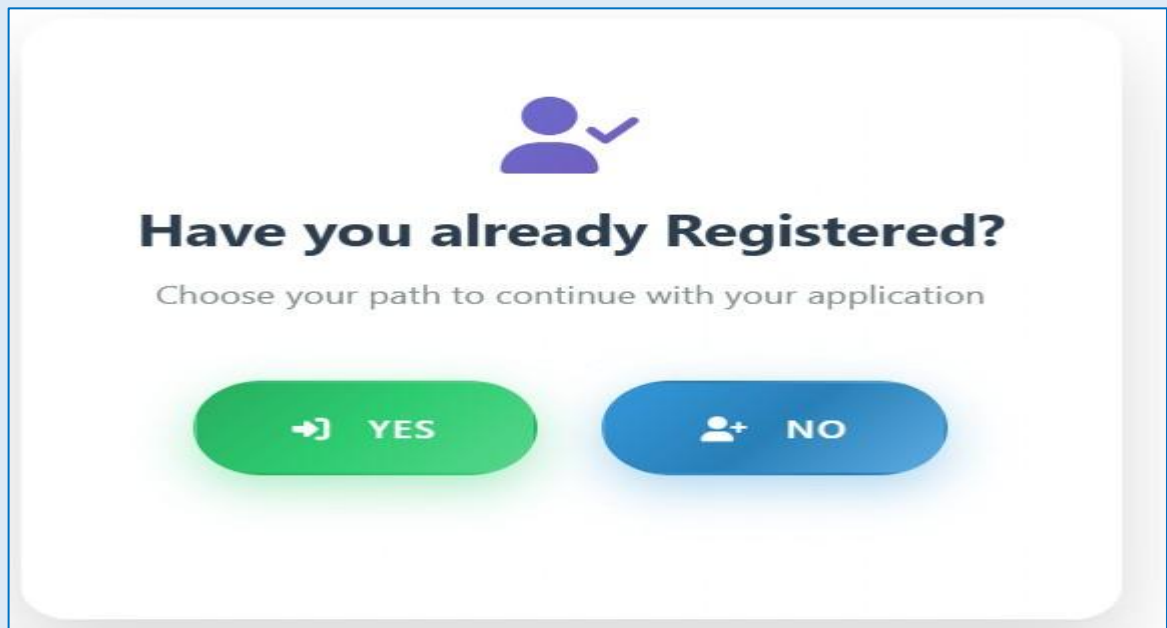 Have you already Registered?
Choose your path to continue with your application
YES
NO